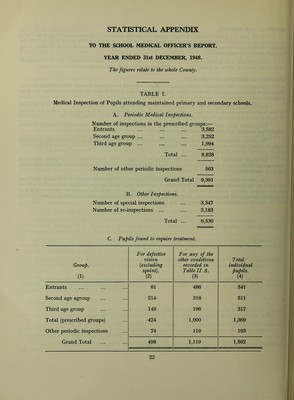 STATISTICAL APPENDIX
TO THE SCHOOL MEDICAL OFFICER'S REPORT.
YEAR ENDED 31st DECEMBER, 1948.
The figures relate to the whole County.
TABLE I.
Medical Inspection of Pupils attending maintained primary and secondary schools.
A. Periodic Medical Inspections.
Number of inspections in the prescribed groups:—
Entrants ... ... ... 3,582
Second age group ... ... ...
Third age group ... ... ...
Total ... 8,828
Number of other periodic inspections 563
Grand Total 9,391
B. Other Inspections.
Number of special inspections ... 3,347
Number of re-inspections ... ... 3,183
Total ... 6,530
C. Pupils found to require treatment.
Group. (1) For defective vision (excluding squint). (2) For any of the other conditions recorded in Table II A. (3) Total individual pupils. (4)
Entrants ... ... ... 61 486 541
Second age agroup ... 214 318 511
Third age group ... 149 196 317
Total (prescribed groups) ... 424 1,000 1,369
Other periodic inspections ... 74 119 193
Grand Total ... ... 498 1,119 1,562
22